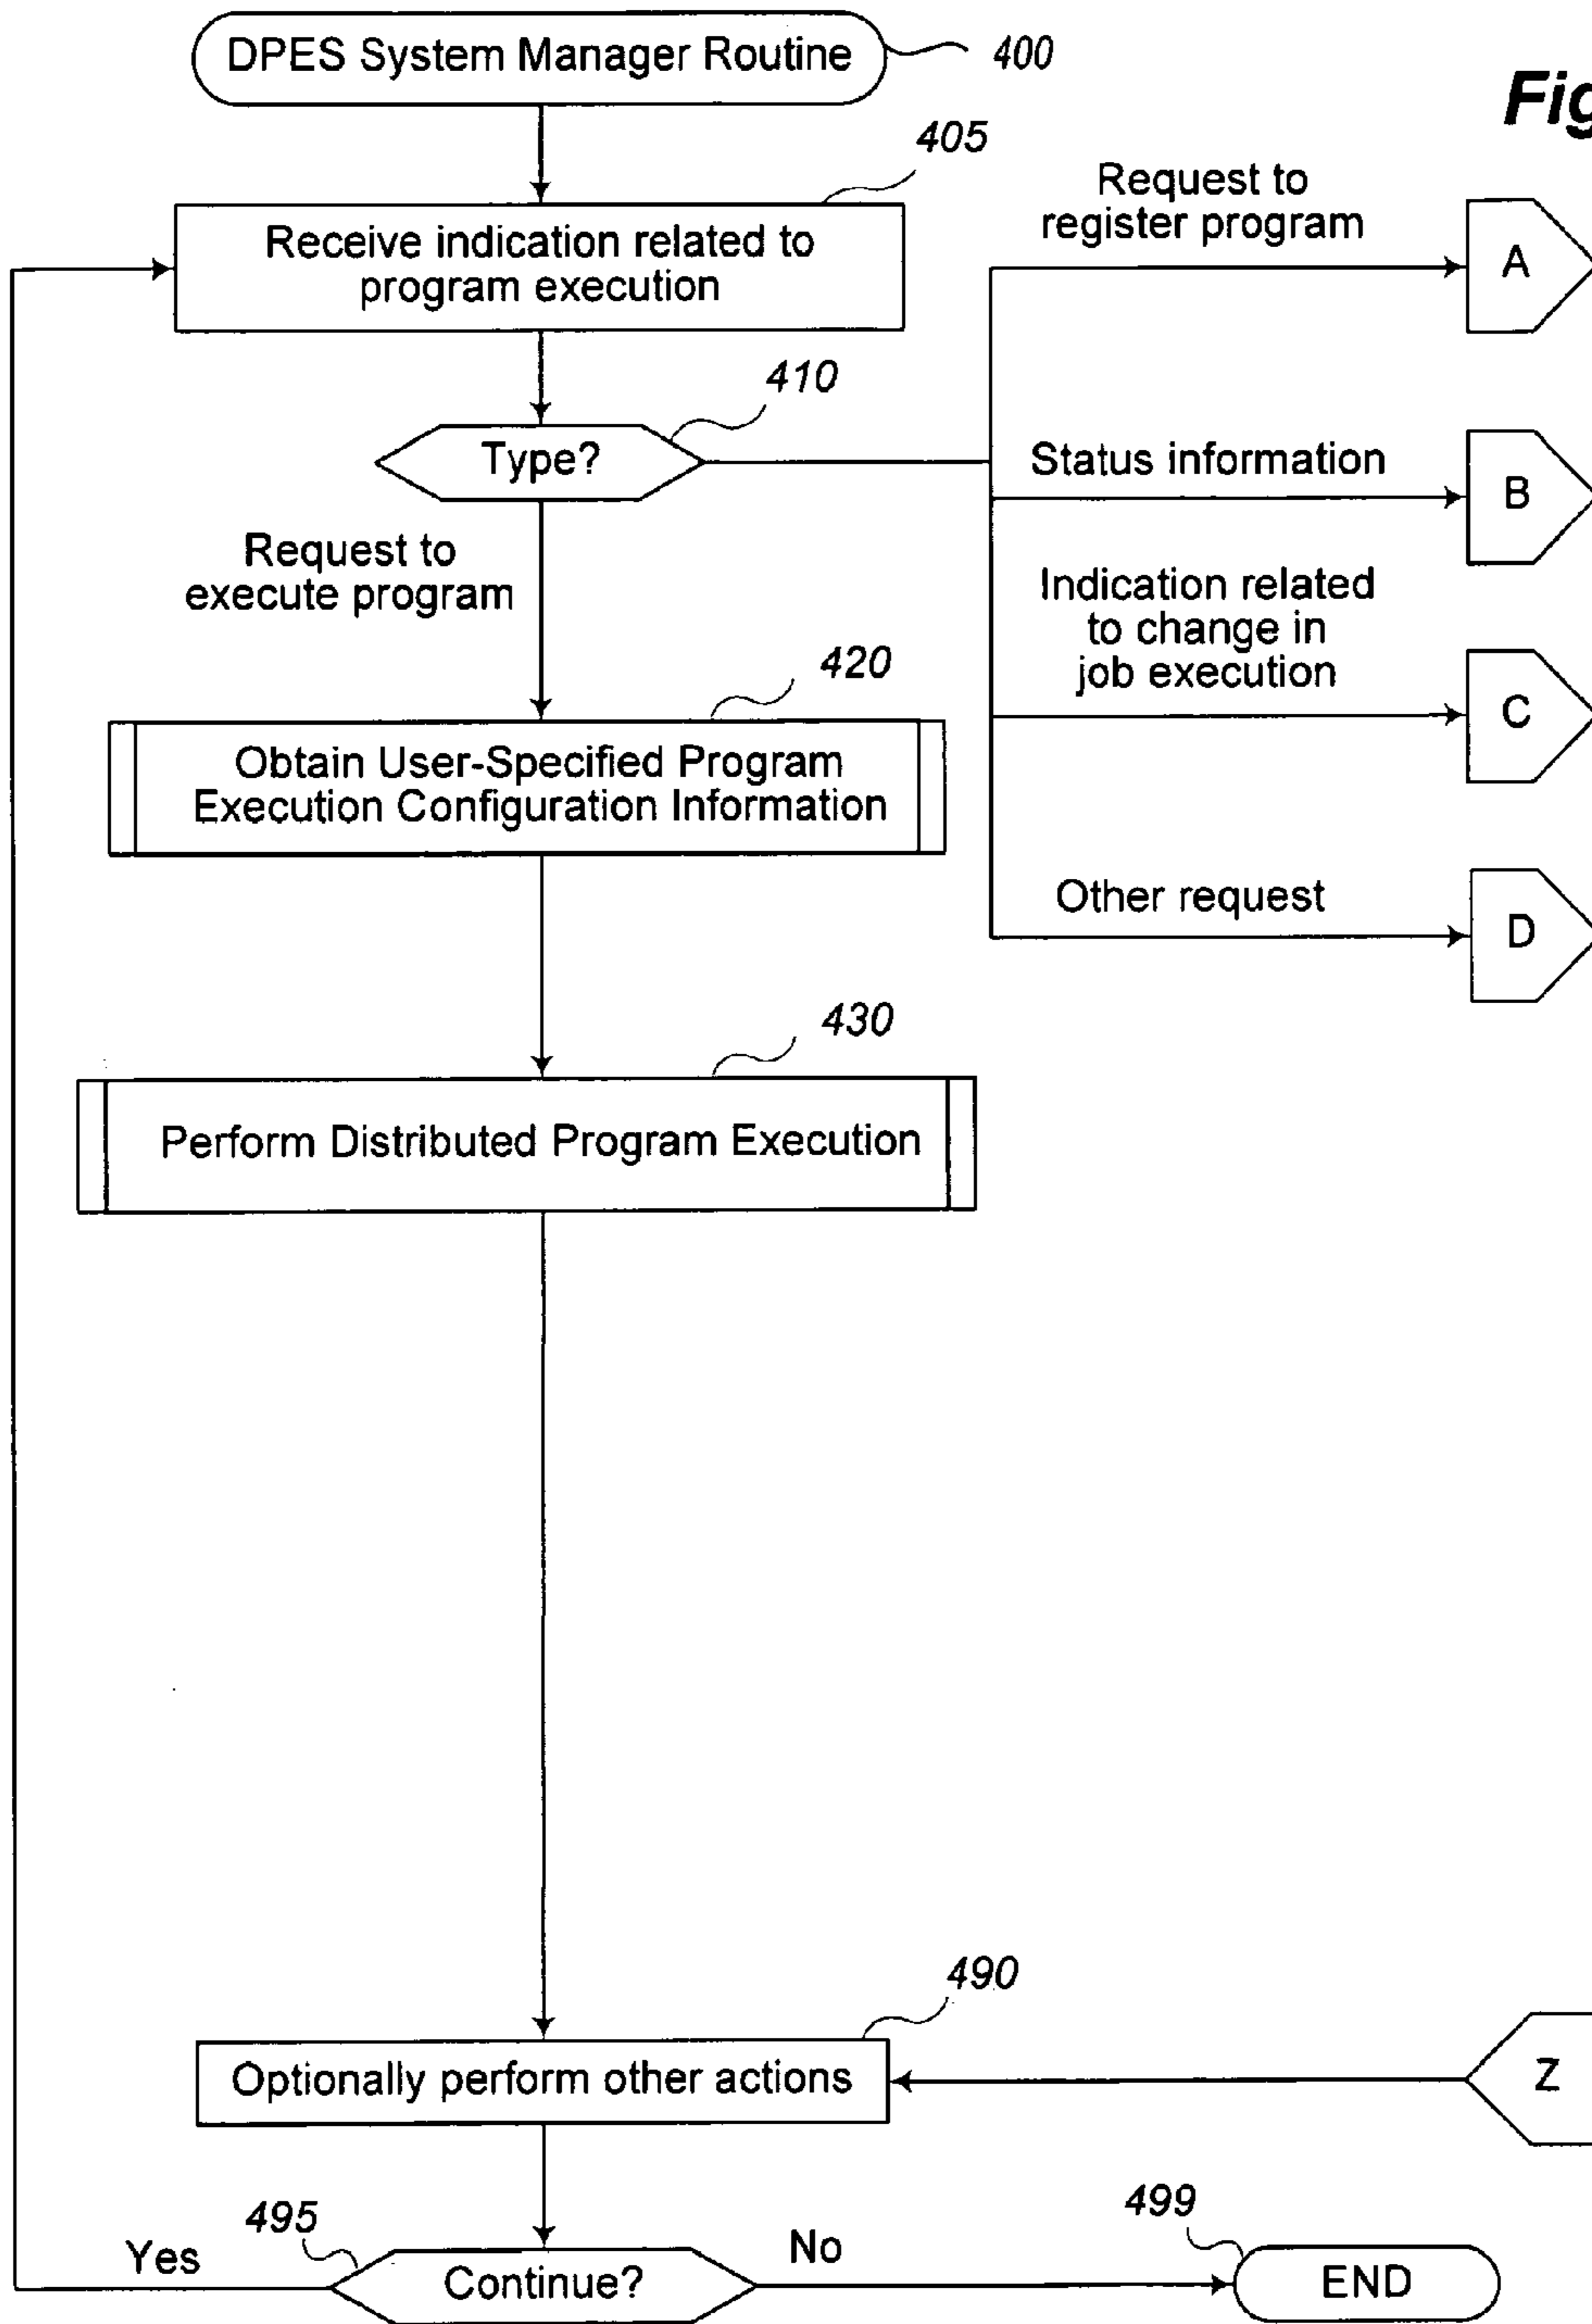 DPES System Manager Routine
400
Fig
405
Receive indication related to
program execution
Request to
register program
A
410
Type?
Status information
B
Request to
execute program
Indication related
to change in
job execution
C
420
Obtain User-Specified Program
Execution Configuration Information
Other request
D
430
Perform Distributed Program Execution
490
Optionally perform other actions
Z
495
Yes
Continue?
No
499
END